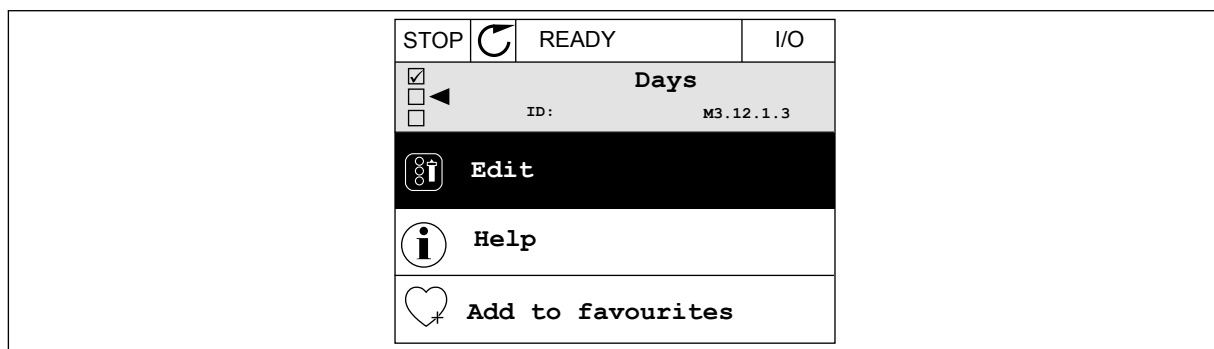 STOP READY I/O
Days
ID: M3.12.1.3
Edit
Help
Add to favourites